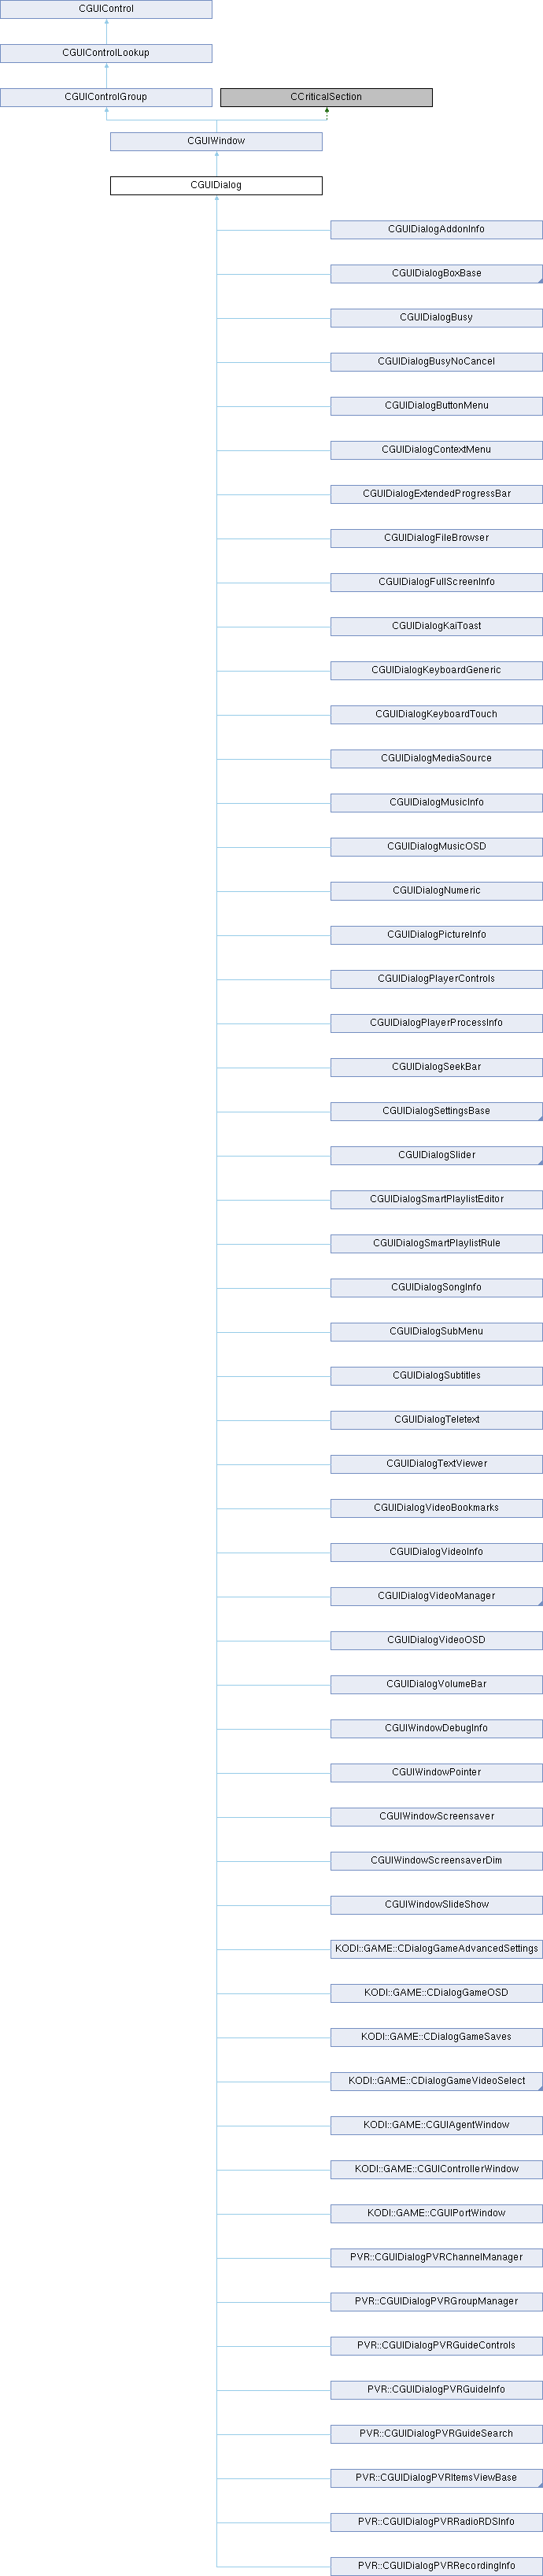 CGUIControl
CGUIControlLookup
CGUIControlGroup
CCriticalSection
CGUIWindow
CGUIDialog
CGUIDialogAddonInfo
CGUIDialogBoxBase
CGUIDialogBusy
CGUIDialogBusyNoCancel
CGUIDialogButtonMenu
CGUIDialogContextMenu
CGUIDialogExtendedProgressBar
CGUIDialogFileBrowser
CGUIDialogFullScreenInfo
CGUIDialogKaiToast
CGUIDialogKeyboardGeneric
CGUIDialogKeyboardTouch
CGUIDialogMediaSource
CGUIDialogMusicInfo
CGUIDialogMusicOSD
CGUIDialogNumeric
CGUIDialogPictureInfo
CGUIDialogPlayerControls
CGUIDialogPlayerProcessInfo
CGUIDialogSeekBar
CGUIDialogSettingsBase
CGUIDialogSlider
CGUIDialogSmartPlaylistEditor
CGUIDialogSmartPlaylistRule
CGUIDialogSongInfo
CGUIDialogSubMenu
CGUIDialogSubtitles
CGUIDialogTeletext
CGUIDialogTextViewer
CGUIDialogVideoBookmarks
CGUIDialogVideoInfo
CGUIDialogVideoManager
CGUIDialogVideoOSD
CGUIDialogVolumeBar
CGUIWindowDebugInfo
CGUIWindowPointer
CGUIWindowScreensaver
CGUIWindowScreensaverDim
CGUIWindowSlideShow
KODI::GAME::CDialogGameAdvancedSettings
KODI::GAME::CDialogGameOSD
KODI::GAME::CDialogGameSaves
KODI::GAME::CDialogGameVideoSelect
KODI::GAME::CGUIAgentWindow
KODI::GAME::CGUIControllerWindow
KODI::GAME::CGUIPortWindow
PVR::CGUIDialogPVRChannelManager
PVR::CGUIDialogPVRGroupManager
PVR::CGUIDialogPVRGuideControls
PVR::CGUIDialogPVRGuideInfo
PVR::CGUIDialogPVRGuideSearch
PVR::CGUIDialogPVRItemsViewBase
PVR::CGUIDialogPVRRadioRDSInfo
PVR::CGUIDialogPVRRecordingInfo